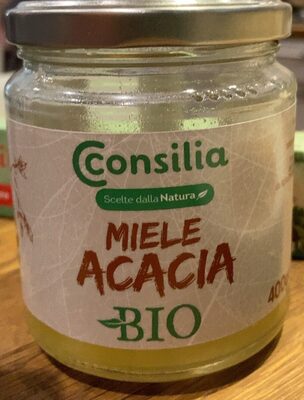 Consilia
Scelte dalla Natura
MIELE
ACACIA
BIO